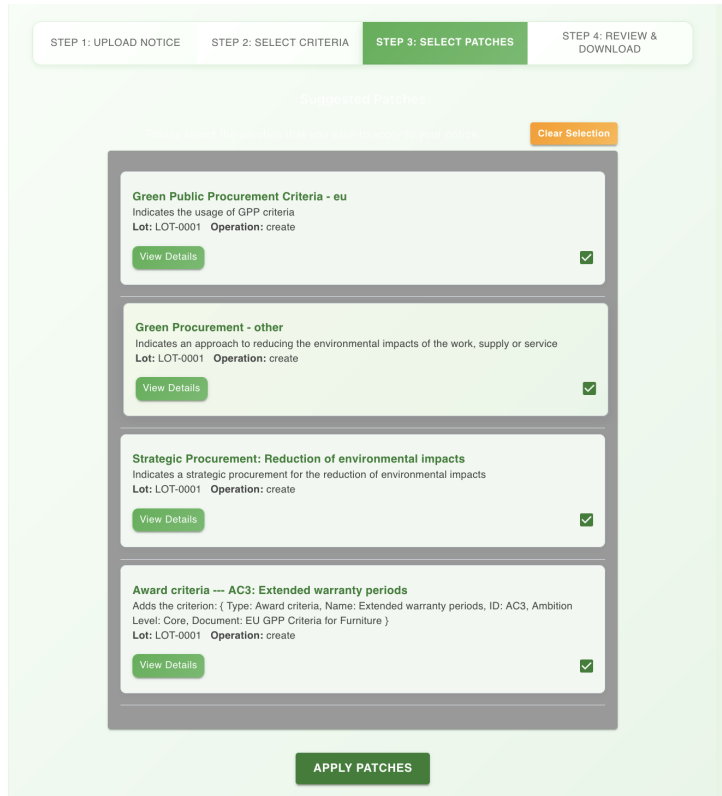 STEP 1: UPLOAD NOTICE
STEP 2: SELECT CRITERIA
STEP 3: SELECT PATCHES
STEP 4: REVIEW &
DOWNLOAD
Suggested Patches
Clear Selection
Green Public Procurement Criteria - eu
Indicates the usage of GPP criteria
Lot: LOT-0001 Operation: create
View Details
Green Procurement - other
Indicates an approach to reducing the environmental impacts of the work, supply or service
Lot: LOT-0001 Operation: create
View Details
Strategic Procurement: Reduction of environmental impacts
Indicates a strategic procurement for the reduction of environmental impacts
Lot: LOT-0001 Operation: create
View Details
Award criteria --- AC3: Extended warranty periods
Adds the criterion: { Type: Award criteria, Name: Extended warranty periods, ID: AC3, Ambition
Level: Core, Document: EU GPP Criteria for Furniture }
Lot: LOT-0001 Operation: create
View Details
APPLY PATCHES